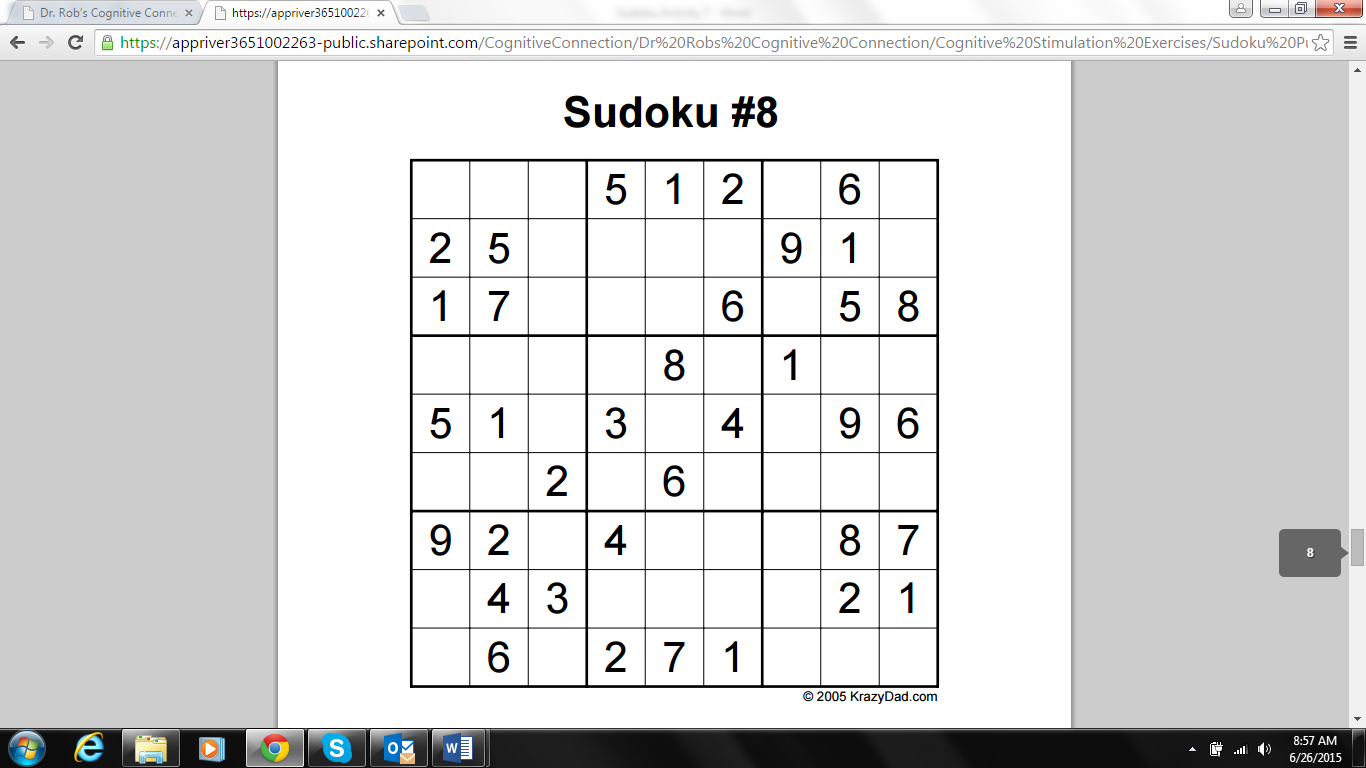 Dr. Rob's Cognitive Conne
https://appriver365100226
https://appriver3651002263-public.sharepoint.com/CognitiveConnection/Dr%20Robs%20Cognitive%20Connection/Cognitive%20Stimulation%20Exercises/Sudoku%20Pu
Sudoku #8
5 1 2 6
2 5 9 1
1 7 6 5 8
8 1
5 1 3 4 9 6
2 6
9 2 4 8 7
4 3 2 1
6 2 7 1
© 2005 KrazyDad.com
8
8:57 AM
6/26/2015